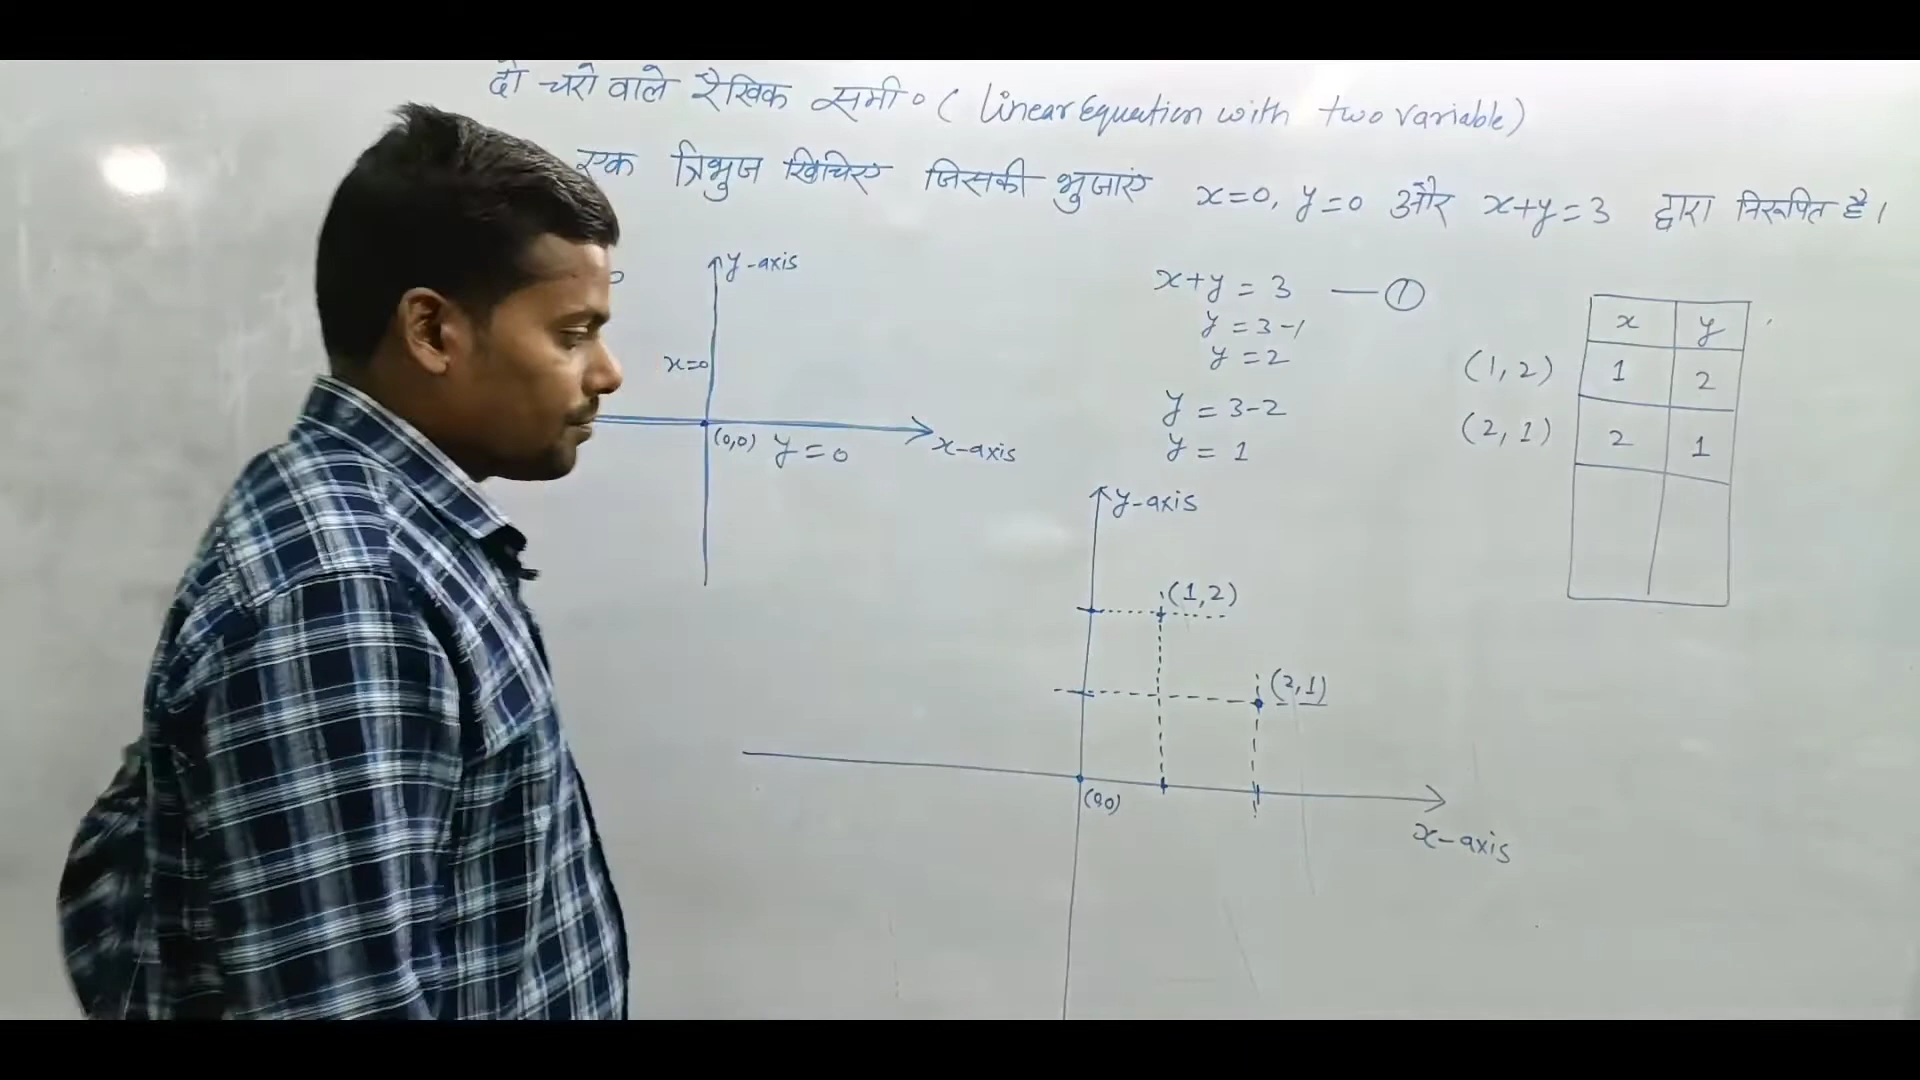 दो चरो वाले रैखिक समी० ( Linear Equation with two variable)
एक त्रिभुज खिंचिए जिसकी भुजाएं x=0, y=0 और x+y=3 द्वारा निरूपित है।
y-axis
x=0
(0,0) y=0
x-axis
x+y=3 — ①
y=3-1
y=2
y=3-2
y=1
x y
(1,2) 1 2
(2,1) 2 1
y-axis
(1,2)
(2,1)
(0,0)
x-axis